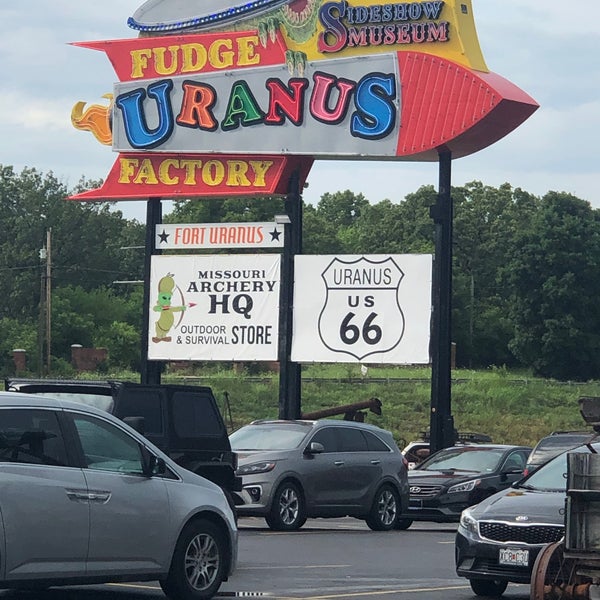 SIDESHOW
MUSEUM
FUDGE
URANUS
FACTORY
★ FORT URANUS ★
MISSOURI
ARCHERY
HQ
OUTDOOR
& SURVIVAL STORE
URANUS
US
66